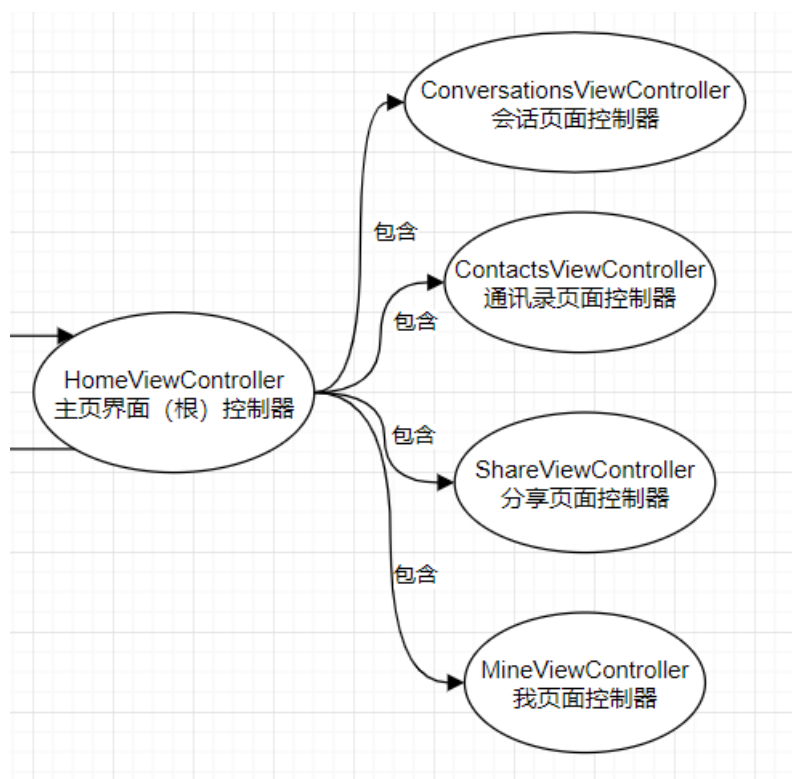 ConversationsViewController
会话页面控制器
包含
ContactsViewController
通讯录页面控制器
包含
HomeViewController
主页界面（根）控制器
包含
ShareViewController
分享页面控制器
包含
MineViewController
我页面控制器